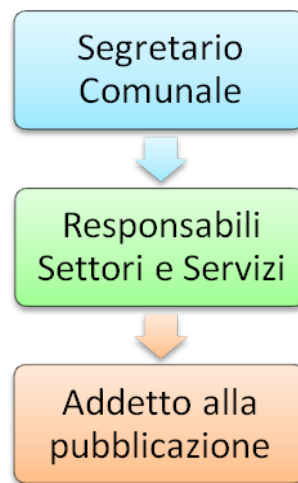 Segretario
Comunale
Responsabili
Settori e Servizi
Addetto alla
pubblicazione